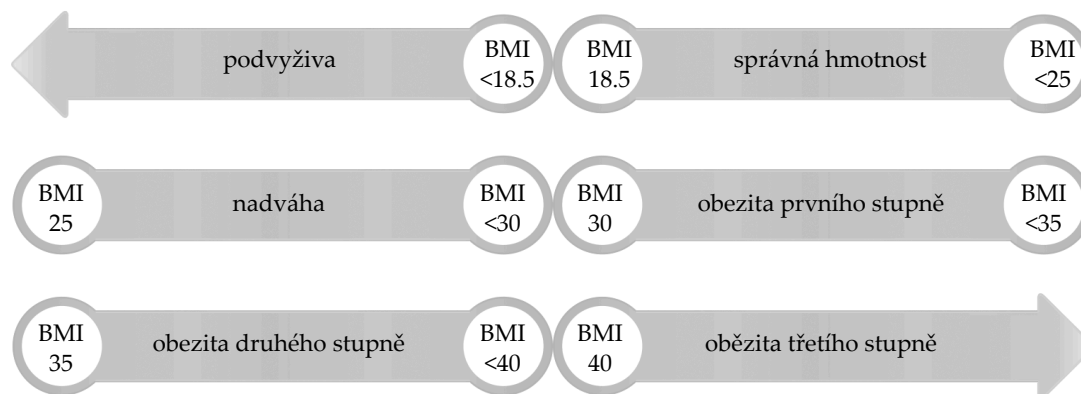 podvyživa
BMI
<18.5
BMI
18.5
správná hmotnost
BMI
<25
BMI
25
nadváha
BMI
<30
BMI
30
obezita prvního stupně
BMI
<35
BMI
35
obezita druhého stupně
BMI
<40
BMI
40
obězita třetího stupně